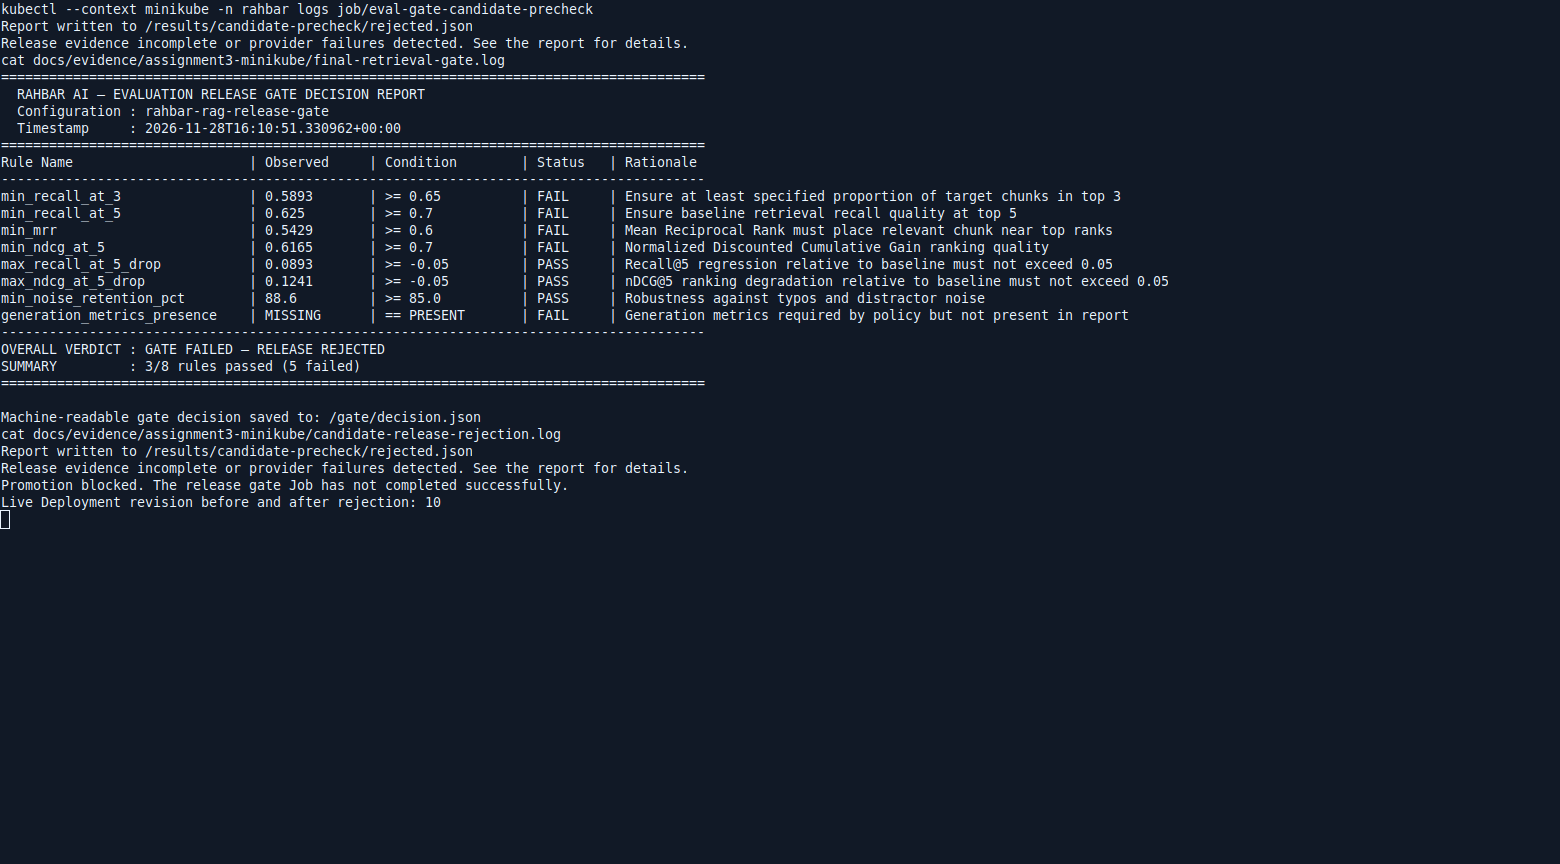 kubectl --context minikube -n rahbar logs job/eval-gate-candidate-precheck
Report written to /results/candidate-precheck/rejected.json
Release evidence incomplete or provider failures detected. See the report for details.
cat docs/evidence/assignment3-minikube/final-retrieval-gate.log
========================================================================================
  RAHBAR AI — EVALUATION RELEASE GATE DECISION REPORT
  Configuration : rahbar-rag-release-gate
  Timestamp     : 2026-11-28T16:10:51.330962+00:00
========================================================================================
Rule Name                      | Observed     | Condition        | Status   | Rationale
----------------------------------------------------------------------------------------
min_recall_at_3                | 0.5893       | >= 0.65          | FAIL     | Ensure at least specified proportion of target chunks in top 3
min_recall_at_5                | 0.625        | >= 0.7           | FAIL     | Ensure baseline retrieval recall quality at top 5
min_mrr                        | 0.5429       | >= 0.6           | FAIL     | Mean Reciprocal Rank must place relevant chunk near top ranks
min_ndcg_at_5                  | 0.6165       | >= 0.7           | FAIL     | Normalized Discounted Cumulative Gain ranking quality
max_recall_at_5_drop           | 0.0893       | >= -0.05         | PASS     | Recall@5 regression relative to baseline must not exceed 0.05
max_ndcg_at_5_drop             | 0.1241       | >= -0.05         | PASS     | nDCG@5 ranking degradation relative to baseline must not exceed 0.05
min_noise_retention_pct        | 88.6         | >= 85.0          | PASS     | Robustness against typos and distractor noise
generation_metrics_presence    | MISSING      | == PRESENT       | FAIL     | Generation metrics required by policy but not present in report
----------------------------------------------------------------------------------------
OVERALL VERDICT : GATE FAILED — RELEASE REJECTED
SUMMARY         : 3/8 rules passed (5 failed)
========================================================================================

Machine-readable gate decision saved to: /gate/decision.json
cat docs/evidence/assignment3-minikube/candidate-release-rejection.log
Report written to /results/candidate-precheck/rejected.json
Release evidence incomplete or provider failures detected. See the report for details.
Promotion blocked. The release gate Job has not completed successfully.
Live Deployment revision before and after rejection: 10